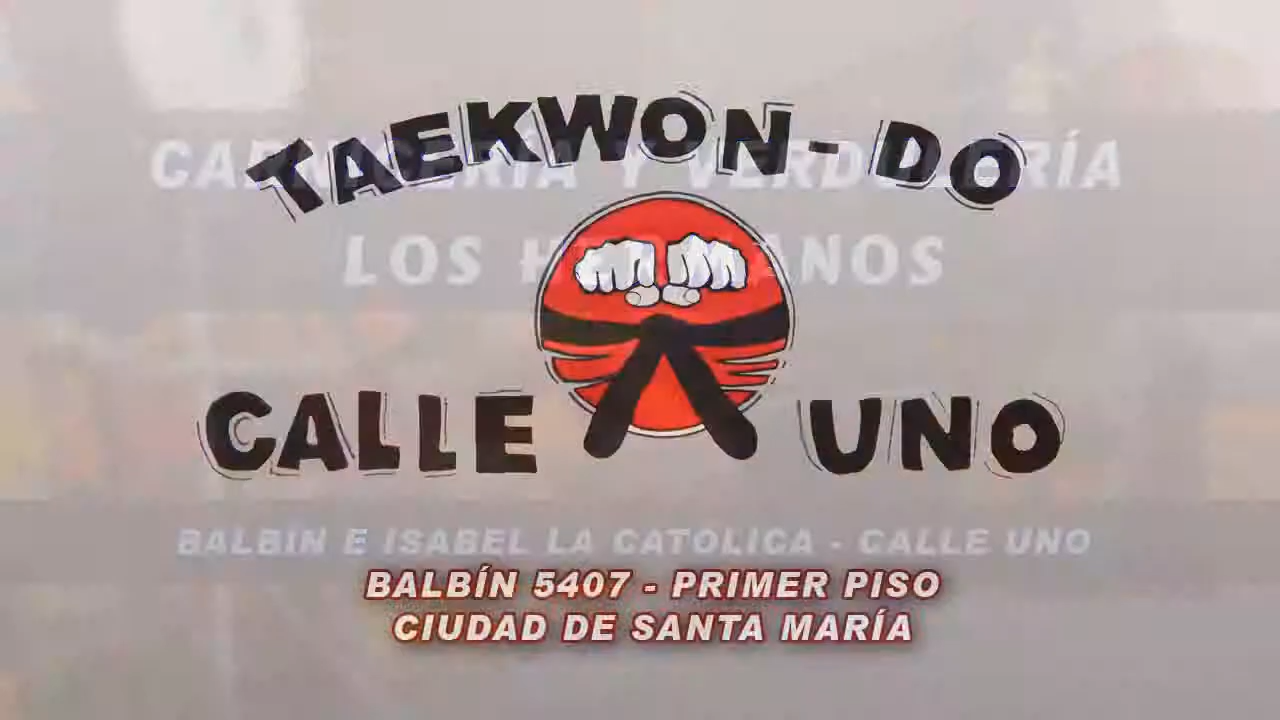 TAEKWON-DO
CARNICERÍA Y VERDULERÍA
LOS HERMANOS
CALLE UNO
BALBÍN E ISABEL LA CATOLICA - CALLE UNO
BALBÍN 5407 - PRIMER PISO
CIUDAD DE SANTA MARÍA